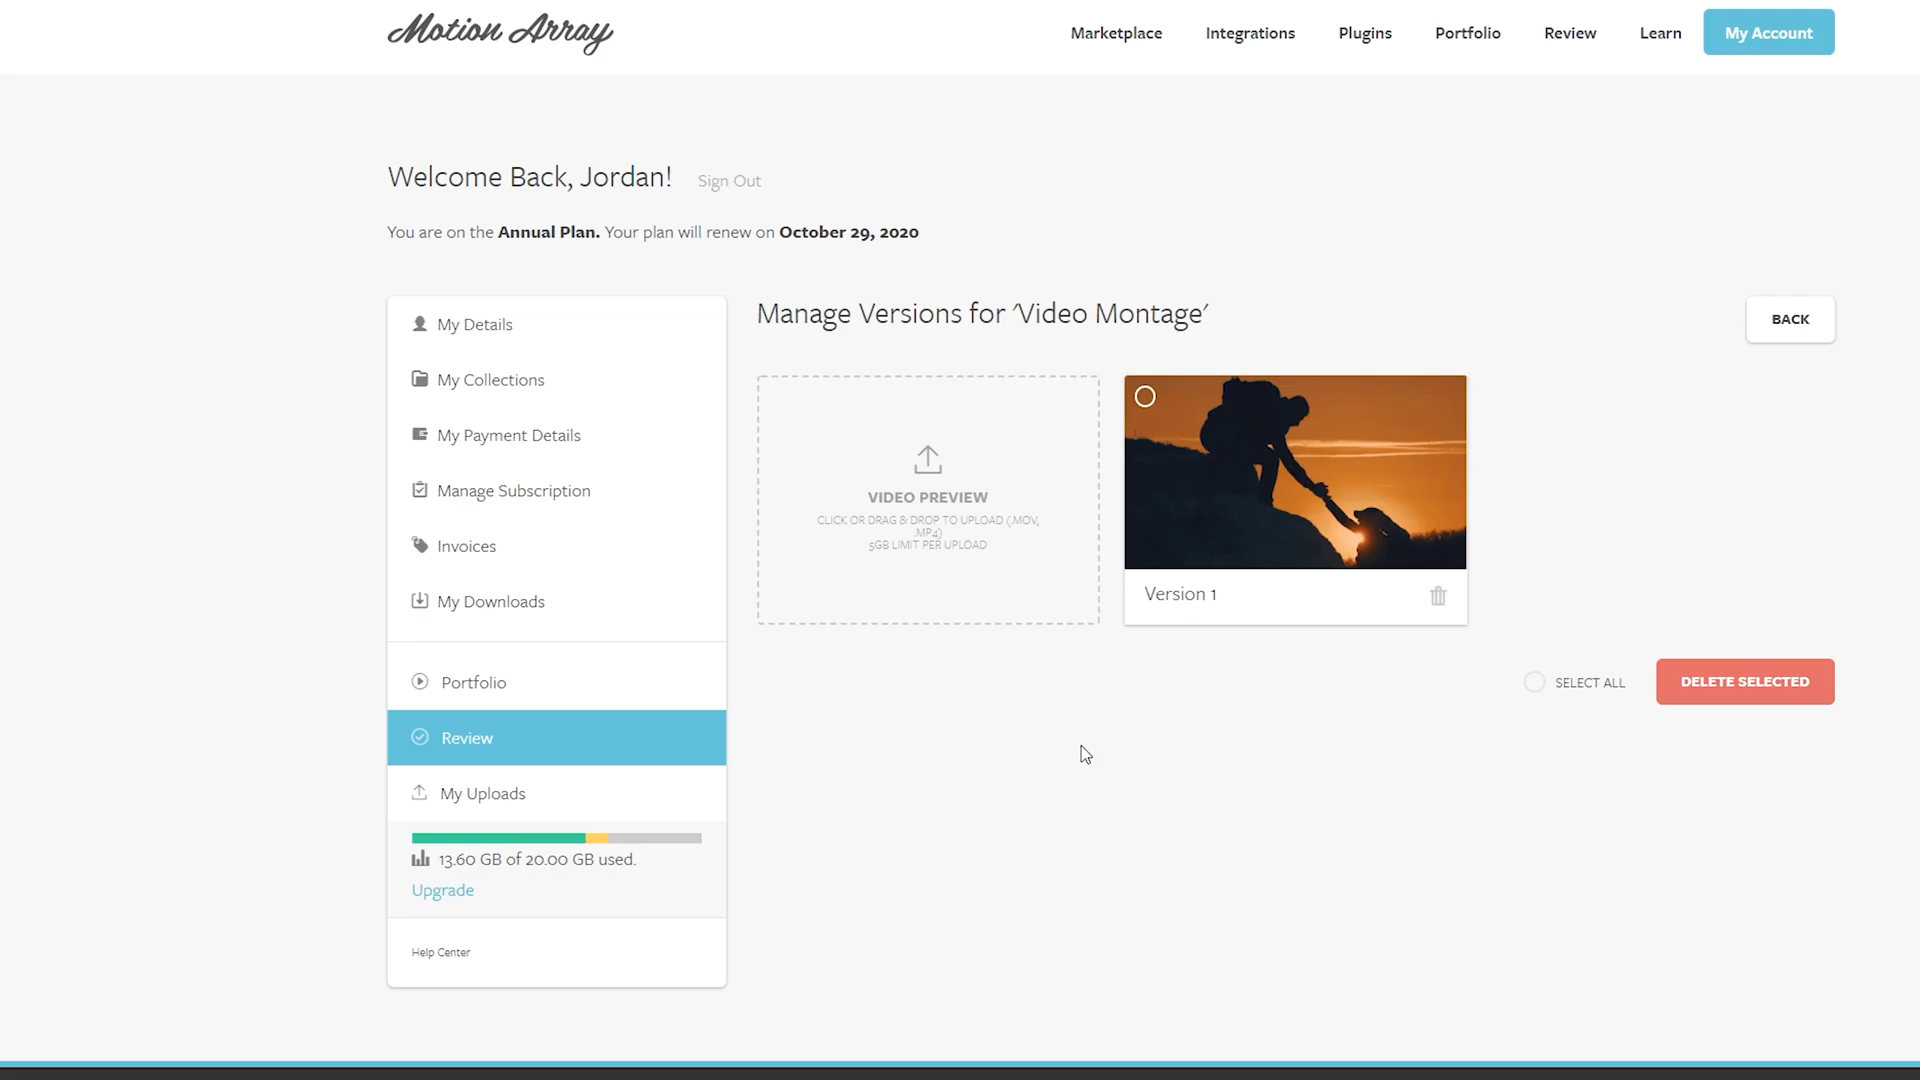 Motion Array
Marketplace
Integrations
Plugins
Portfolio
Review
Learn
My Account
Welcome Back, Jordan!
Sign Out
You are on the Annual Plan. Your plan will renew on October 29, 2020
My Details
My Collections
My Payment Details
Manage Subscription
Invoices
My Downloads
Portfolio
Review
My Uploads
13.60 GB of 20.00 GB used.
Upgrade
Help Center
Manage Versions for 'Video Montage'
BACK
VIDEO PREVIEW
CLICK OR DRAG & DROP TO UPLOAD (.MOV,
.MP4)
5GB LIMIT PER UPLOAD
Version 1
SELECT ALL
DELETE SELECTED